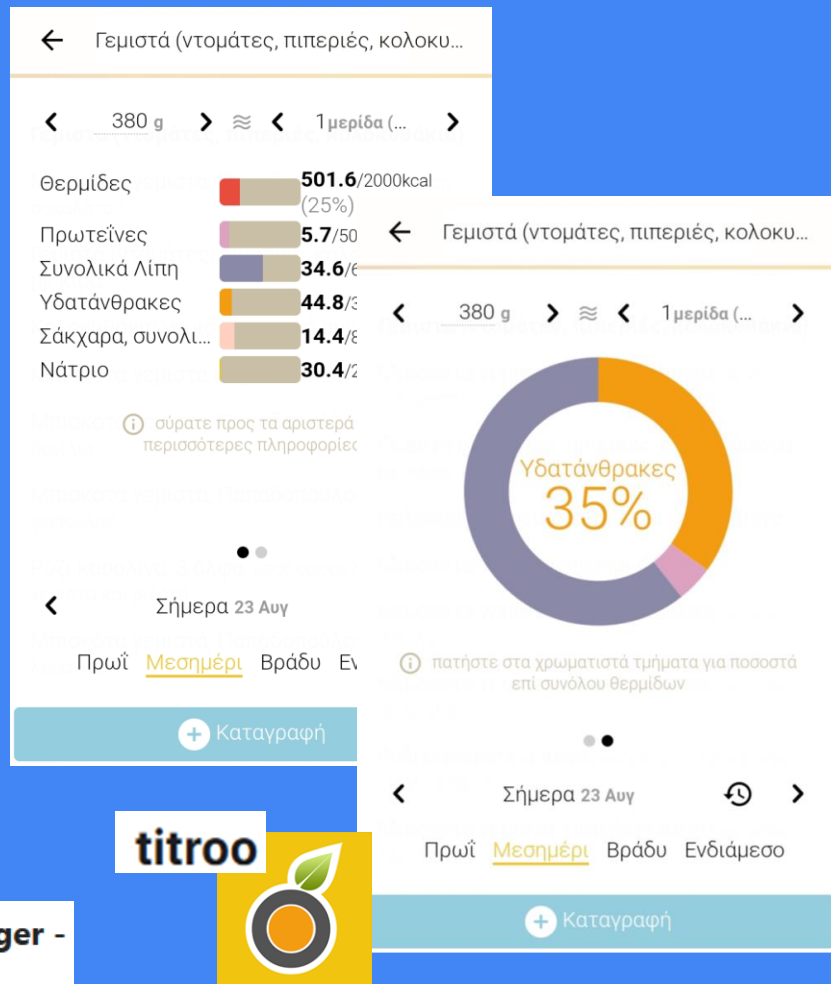 Γεμιστά (ντομάτες, πιπεριές, κολοκυ...
380 g 1 μερίδα (...
Θερμίδες 501.6/2000kcal
(25%)
Πρωτεΐνες 5.7/50
Συνολικά Λίπη 34.6/6
Υδατάνθρακες 44.8/3
Σάκχαρα, συνολι... 14.4/8
Νάτριο 30.4/2
σύρατε προς τα αριστερά
περισσότερες πληροφορίες
Σήμερα 23 Αυγ
Πρωΐ Μεσημέρι Βράδυ Εν
Καταγραφή
Γεμιστά (ντομάτες, πιπεριές, κολοκυ...
380 g 1 μερίδα (...
Υδατάνθρακες
35%
πατήστε στα χρωματιστά τμήματα για ποσοστά
επί συνόλου θερμίδων
Σήμερα 23 Αυγ
Πρωΐ Μεσημέρι Βράδυ Ενδιάμεσο
Καταγραφή
titroo
ger -